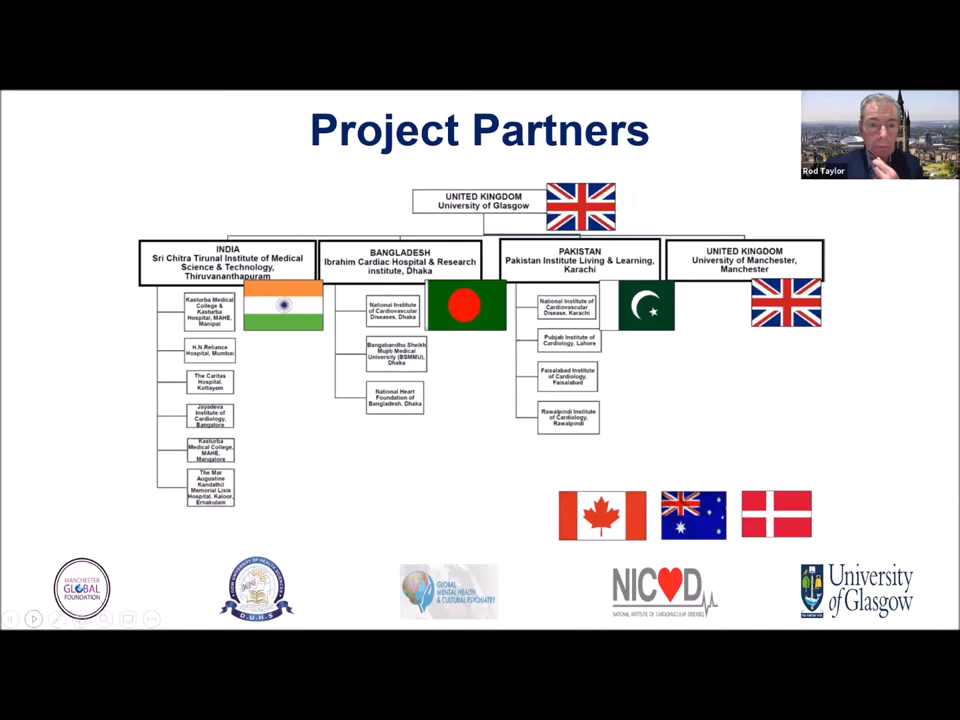 Project Partners
Rod Taylor
UNITED KINGDOM
University of Glasgow
INDIA
Sri Chitra Tirunal Institute of Medical
Science & Technology,
Thiruvananthapuram
BANGLADESH
Ibrahim Cardiac Hospital & Research
institute, Dhaka
PAKISTAN
Pakistan Institute Living & Learning,
Karachi
UNITED KINGDOM
University of Manchester,
Manchester
Kasturba Medical
College &
Kasturba
Hospital, MAHE,
Manipal
H.N.Reliance
Hospital, Mumbai
The Caritas
Hospital,
Kottayam
Jayadeva
Institute of
Cardiology,
Bangalore
Kasturba
Medical College,
MAHE,
Mangalore
The Mar
Augustine
Kandathil
Memorial Lisie
Hospital, Kaloor,
Ernakulam
National Institute
of Cardiovascular
Diseases, Dhaka
Bangabandhu Sheikh
Mujib Medical
University (BSMMU),
Dhaka
National Heart
Foundation of
Bangladesh, Dhaka
National Institute of
Cardiovascular
Disease, Karachi
Pubjab Institute of
Cardiology, Lahore
Faisalabad Institute
of Cardiology,
Faisalabad
Rawalpindi Institute
of Cardiology,
Rawalpindi
MANCHESTER
GLOBAL
FOUNDATION
D.U.H.S
GLOBAL
MENTAL HEALTH
& CULTURAL PSYCHIATRY
NICVD
NATIONAL INSTITUTE OF CARDIOVASCULAR DISEASES
University
of Glasgow